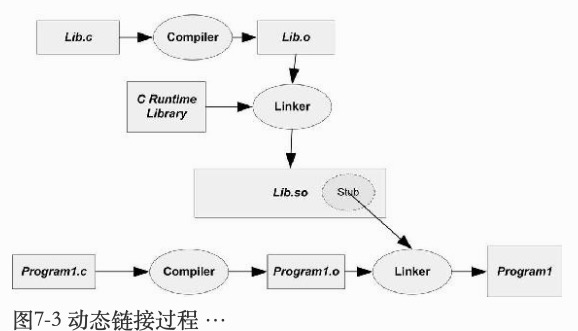 Lib.c
Compiler
Lib.o
C Runtime
Library
Linker
Lib.so
Stub
Program1.c
Compiler
Program1.o
Linker
Program1
图7-3 动态链接过程 …